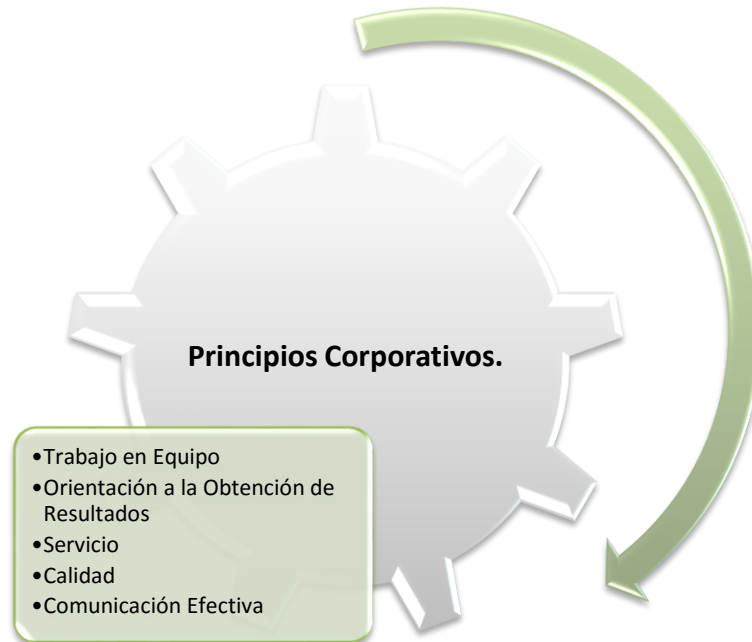 Principios Corporativos.
•Trabajo en Equipo
•Orientación a la Obtención de
Resultados
•Servicio
•Calidad
•Comunicación Efectiva